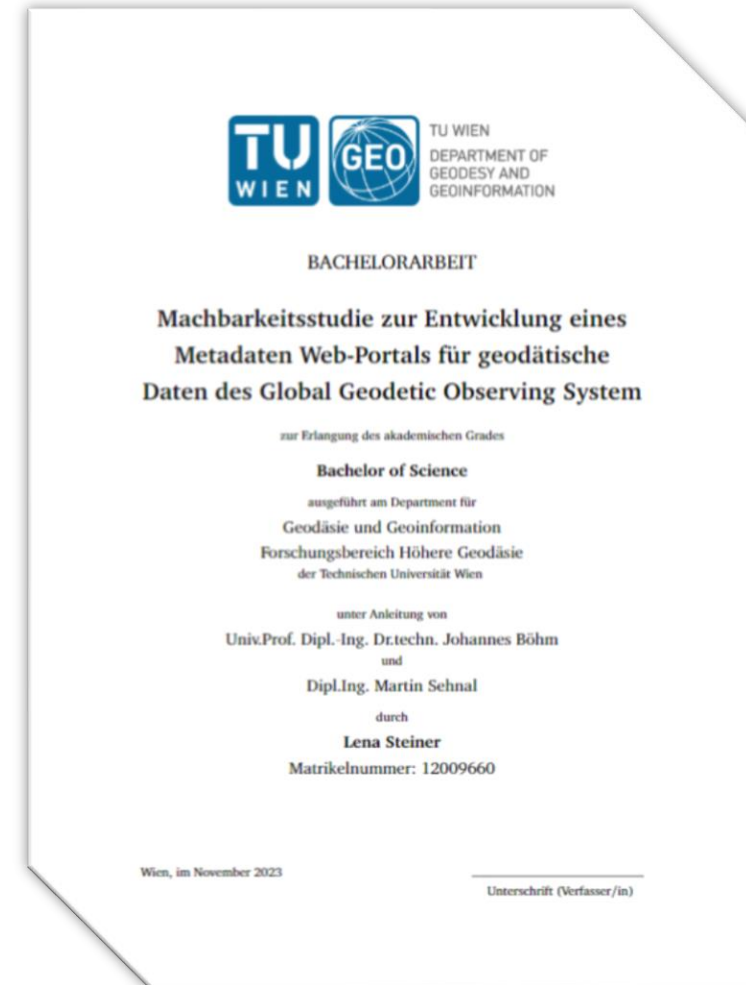 TU
WIEN
GEO
TU WIEN
DEPARTMENT OF
GEODESY AND
GEOINFORMATION
BACHELORARBEIT
Machbarkeitsstudie zur Entwicklung eines
Metadaten Web-Portals für geodätische
Daten des Global Geodetic Observing System
zur Erlangung des akademischen Grades
Bachelor of Science
ausgeführt am Department für
Geodäsie und Geoinformation
Forschungsbereich Höhere Geodäsie
der Technischen Universität Wien
unter Anleitung von
Univ.Prof. Dipl.-Ing. Dr.techn. Johannes Böhm
und
Dipl.Ing. Martin Sehnal
durch
Lena Steiner
Matrikelnummer: 12009660
Wien, im November 2023
Unterschrift (Verfasser/in)